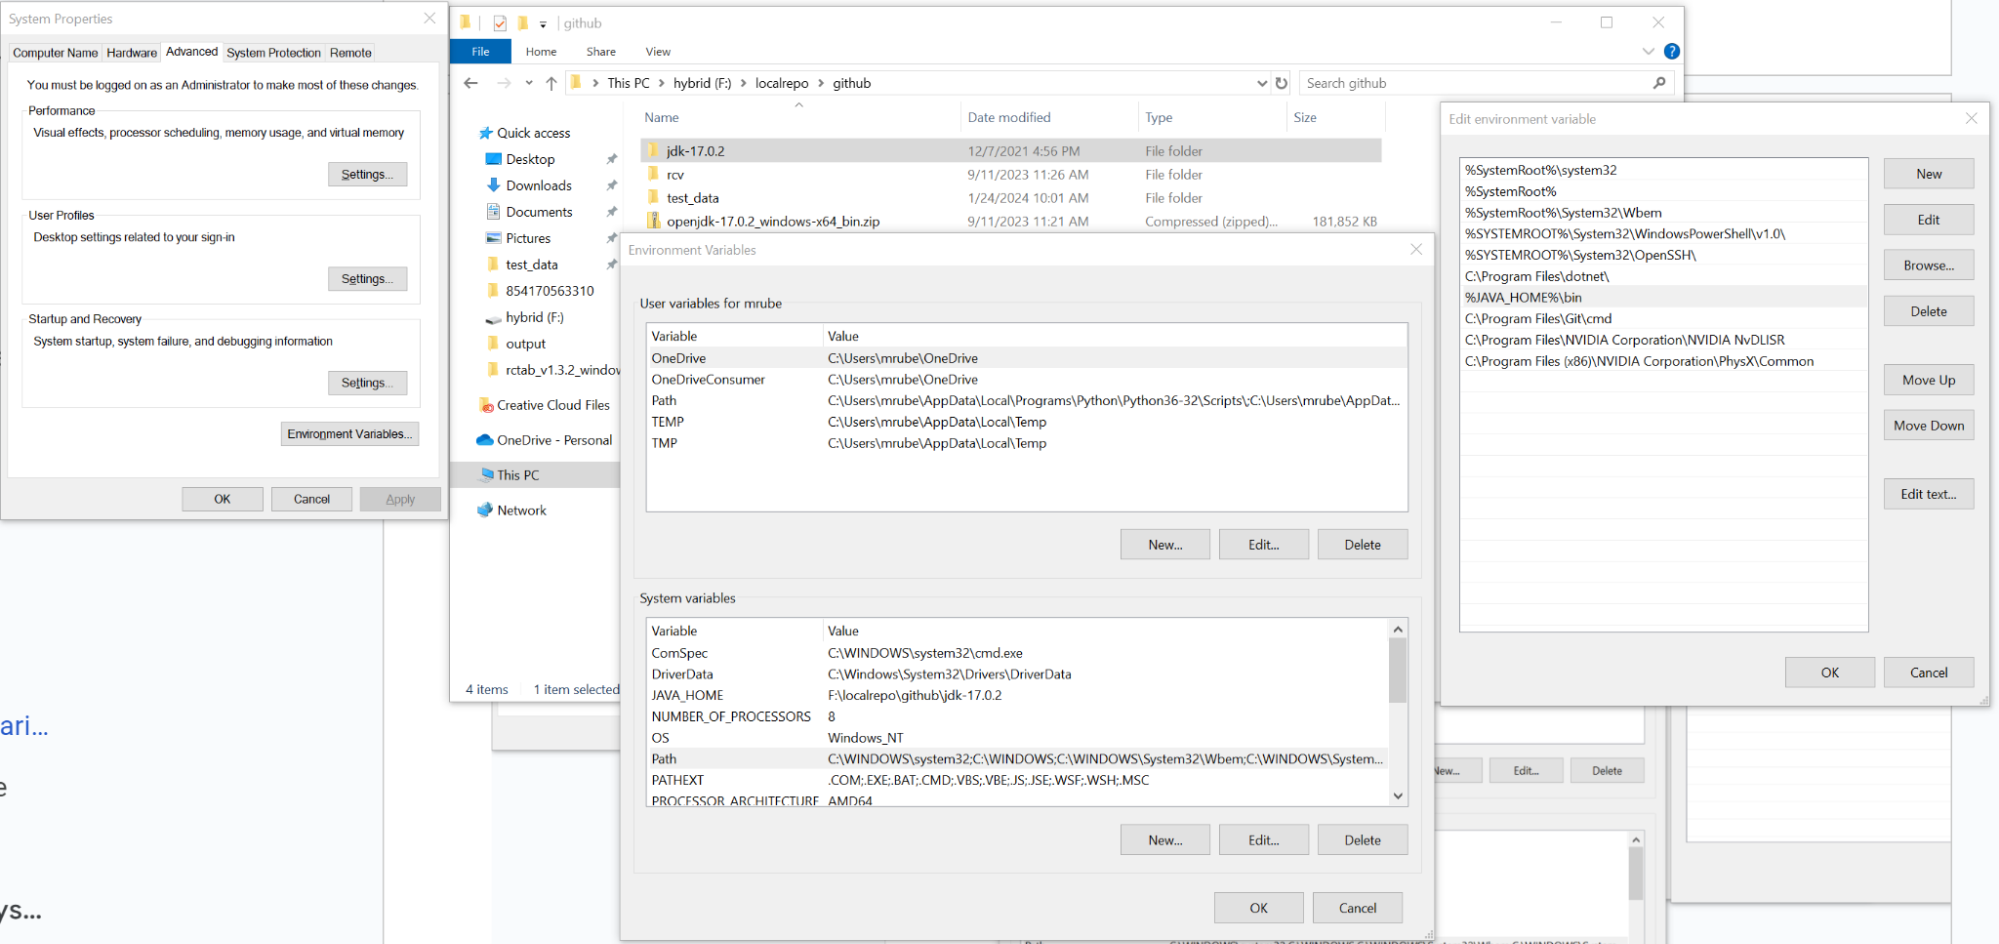 System Properties
Computer Name Hardware Advanced System Protection Remote
You must be logged on as an Administrator to make most of these changes.
Performance
Visual effects, processor scheduling, memory usage, and virtual memory
Settings...
User Profiles
Desktop settings related to your sign-in
Settings...
Startup and Recovery
System startup, system failure, and debugging information
Settings...
Environment Variables...
OK Cancel Apply
github
File Home Share View
This PC > hybrid (F:) > localrepo > github
Search github
Quick access
Desktop
Downloads
Documents
Pictures
test_data
854170563310
hybrid (F:)
output
rctab_v1.3.2_window
Creative Cloud Files
OneDrive - Personal
This PC
Network
Name Date modified Type Size
jdk-17.0.2 12/7/2021 4:56 PM File folder
rcv 9/11/2023 11:26 AM File folder
test_data 1/24/2024 10:01 AM File folder
openjdk-17.0.2_windows-x64_bin.zip 9/11/2023 11:21 AM Compressed (zipped)... 181,852 KB
4 items 1 item selected
Environment Variables
User variables for mrube
Variable Value
OneDrive C:\Users\mrube\OneDrive
OneDriveConsumer C:\Users\mrube\OneDrive
Path C:\Users\mrube\AppData\Local\Programs\Python\Python36-32\Scripts\;C:\Users\mrube\AppDat...
TEMP C:\Users\mrube\AppData\Local\Temp
TMP C:\Users\mrube\AppData\Local\Temp
New... Edit... Delete
System variables
Variable Value
ComSpec C:\WINDOWS\system32\cmd.exe
DriverData C:\Windows\System32\Drivers\DriverData
JAVA_HOME F:\localrepo\github\jdk-17.0.2
NUMBER_OF_PROCESSORS 8
OS Windows_NT
Path C:\WINDOWS\system32;C:\WINDOWS;C:\WINDOWS\System32\Wbem;C:\WINDOWS\System...
PATHEXT .COM;.EXE;.BAT;.CMD;.VBS;.VBE;.JS;.JSE;.WSF;.WSH;.MSC
PROCESSOR_ARCHITECTURE AMD64
New... Edit... Delete
OK Cancel
Edit environment variable
%SystemRoot%\system32
%SystemRoot%
%SystemRoot%\System32\Wbem
%SYSTEMROOT%\System32\WindowsPowerShell\v1.0\
%SYSTEMROOT%\System32\OpenSSH\
C:\Program Files\dotnet\
%JAVA_HOME%\bin
C:\Program Files\Git\cmd
C:\Program Files\NVIDIA Corporation\NVIDIA NvDLISR
C:\Program Files (x86)\NVIDIA Corporation\PhysX\Common
New
Edit
Browse...
Delete
Move Up
Move Down
Edit text...
OK Cancel
New... Edit... Delete
ari...
e
ys...